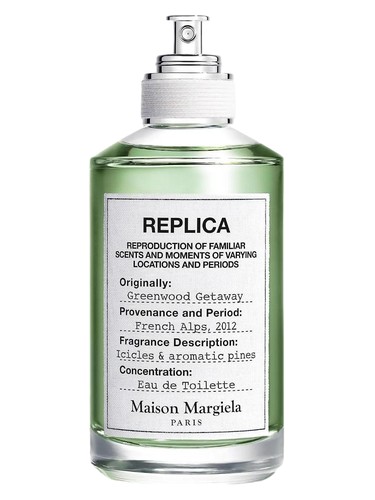 REPLICA
REPRODUCTION OF FAMILIAR
SCENTS AND MOMENTS OF VARYING
LOCATIONS AND PERIODS
Originally:
Greenwood Getaway
Provenance and Period:
French Alps, 2012
Fragrance Description:
Icicles & aromatic pines
Concentration:
Eau de Toilette
Maison Margiela
PARIS